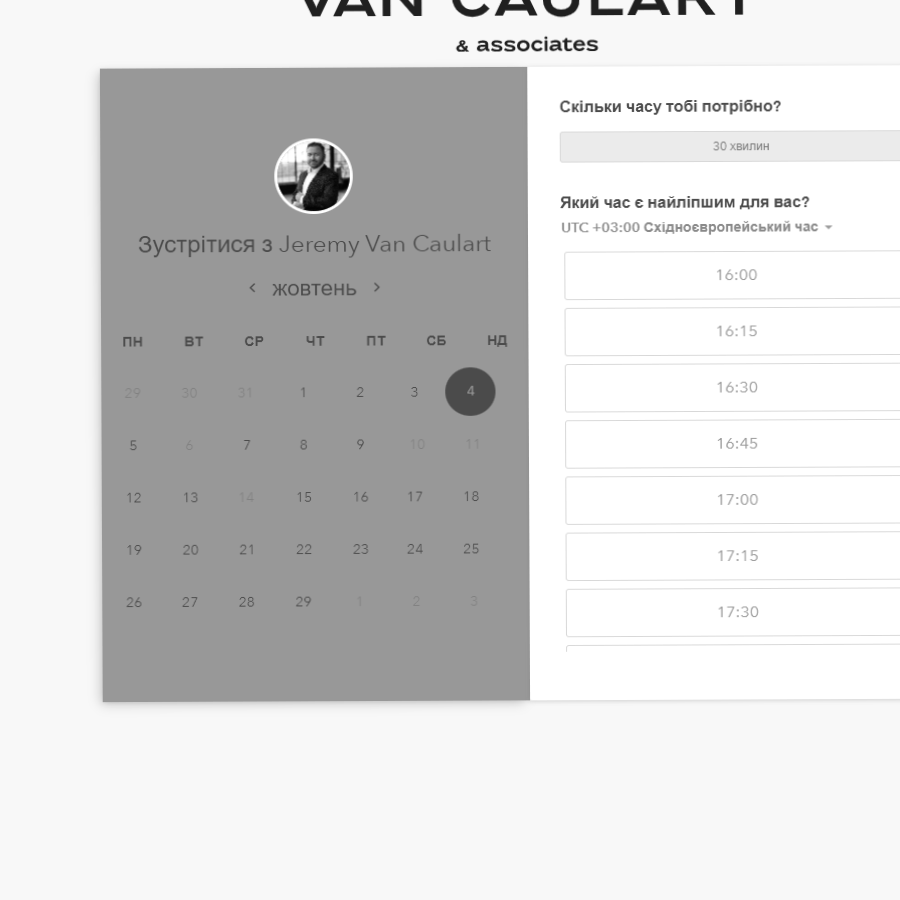 VAN CAULART
& associates
Зустрітися з Jeremy Van Caulart
жовтень
ПН ВТ СР ЧТ ПТ СБ НД
29 30 31 1 2 3 4
5 6 7 8 9 10 11
12 13 14 15 16 17 18
19 20 21 22 23 24 25
26 27 28 29 1 2 3
Скільки часу тобі потрібно?
30 хвилин
Який час є найліпшим для вас?
UTC +03:00 Східноєвропейський час
16:00
16:15
16:30
16:45
17:00
17:15
17:30